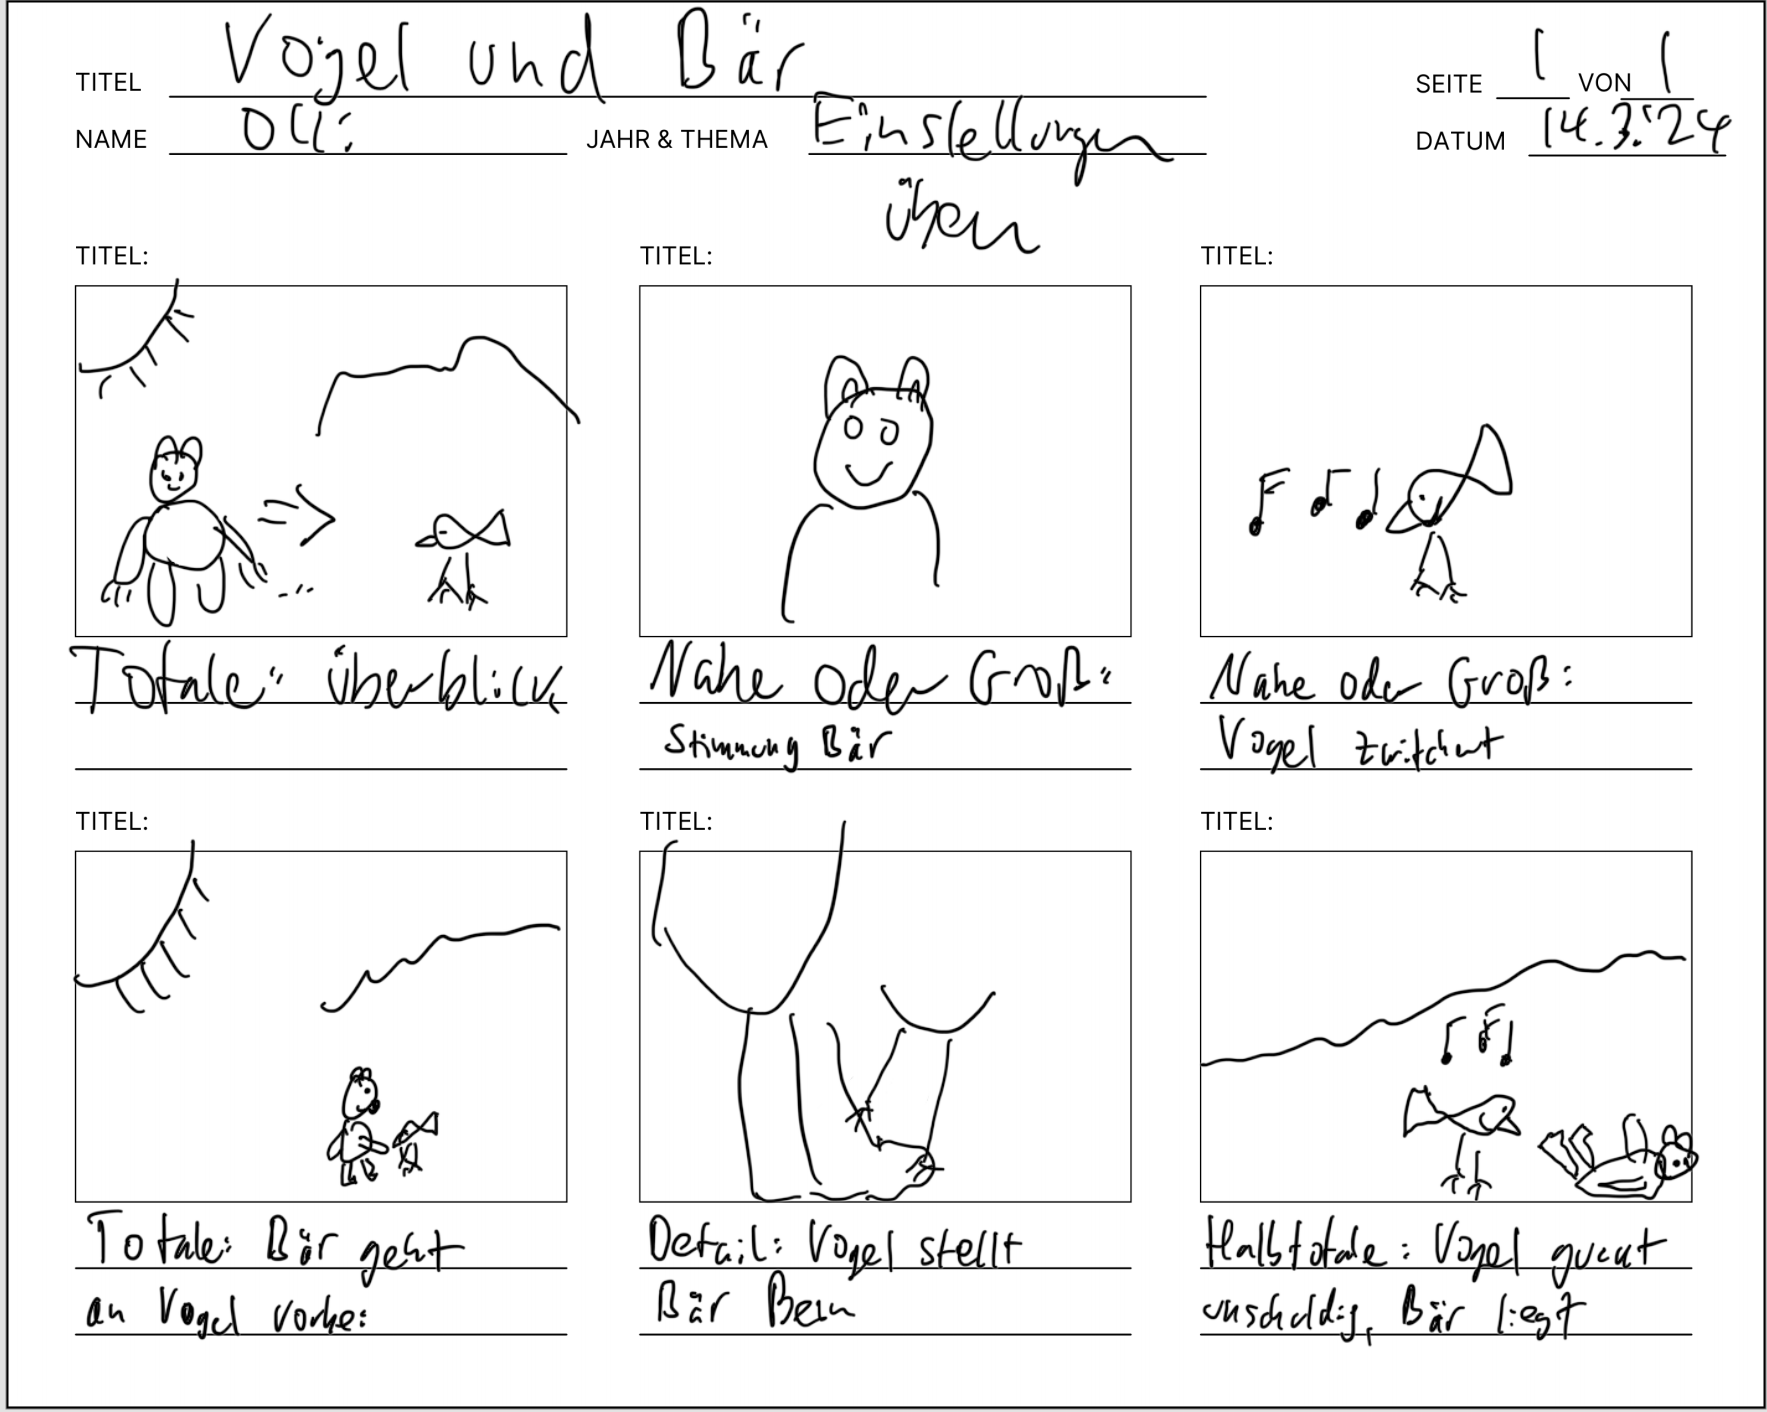 TITEL Vogel und Bär SEITE 1 VON 1
NAME Olli JAHR & THEMA Einstellungen DATUM 14.3.'24
üben
TITEL: TITEL: TITEL:
Totale: Überblick
Nahe oder Groß:
Stimmung Bär
Nahe oder Groß:
Vogel zwitschert
TITEL: TITEL: TITEL:
Totale: Bär geht
an Vogel vorbei
Detail: Vogel stellt
Bär Bein
Halbtotale: Vogel guckt
unschuldig, Bär liegt